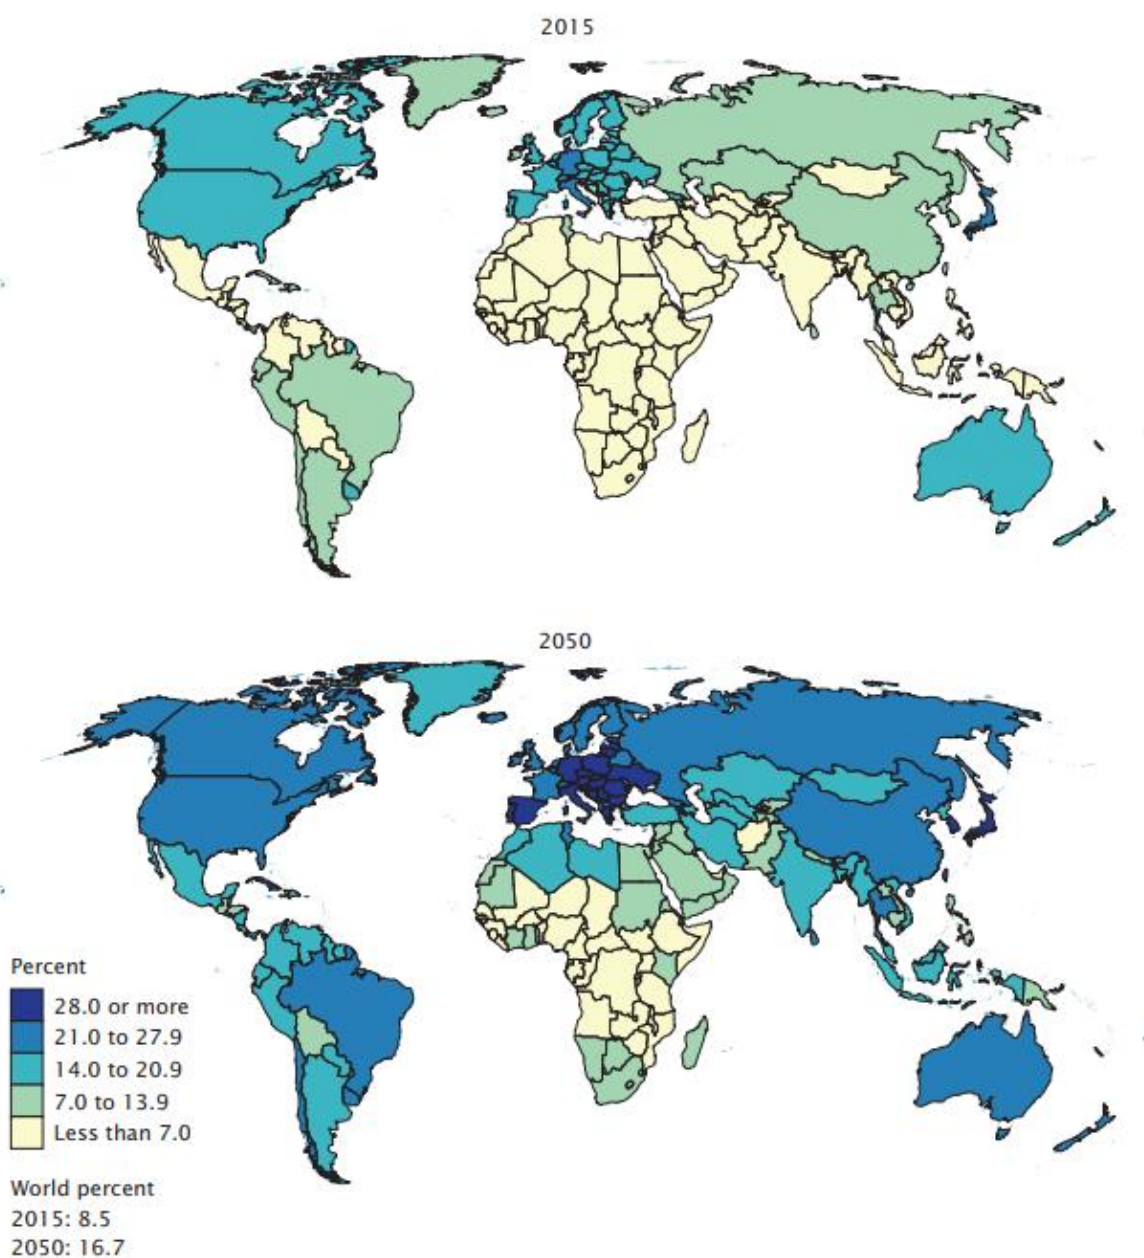 2015
2050
Percent
28.0 or more
21.0 to 27.9
14.0 to 20.9
7.0 to 13.9
Less than 7.0
World percent
2015: 8.5
2050: 16.7